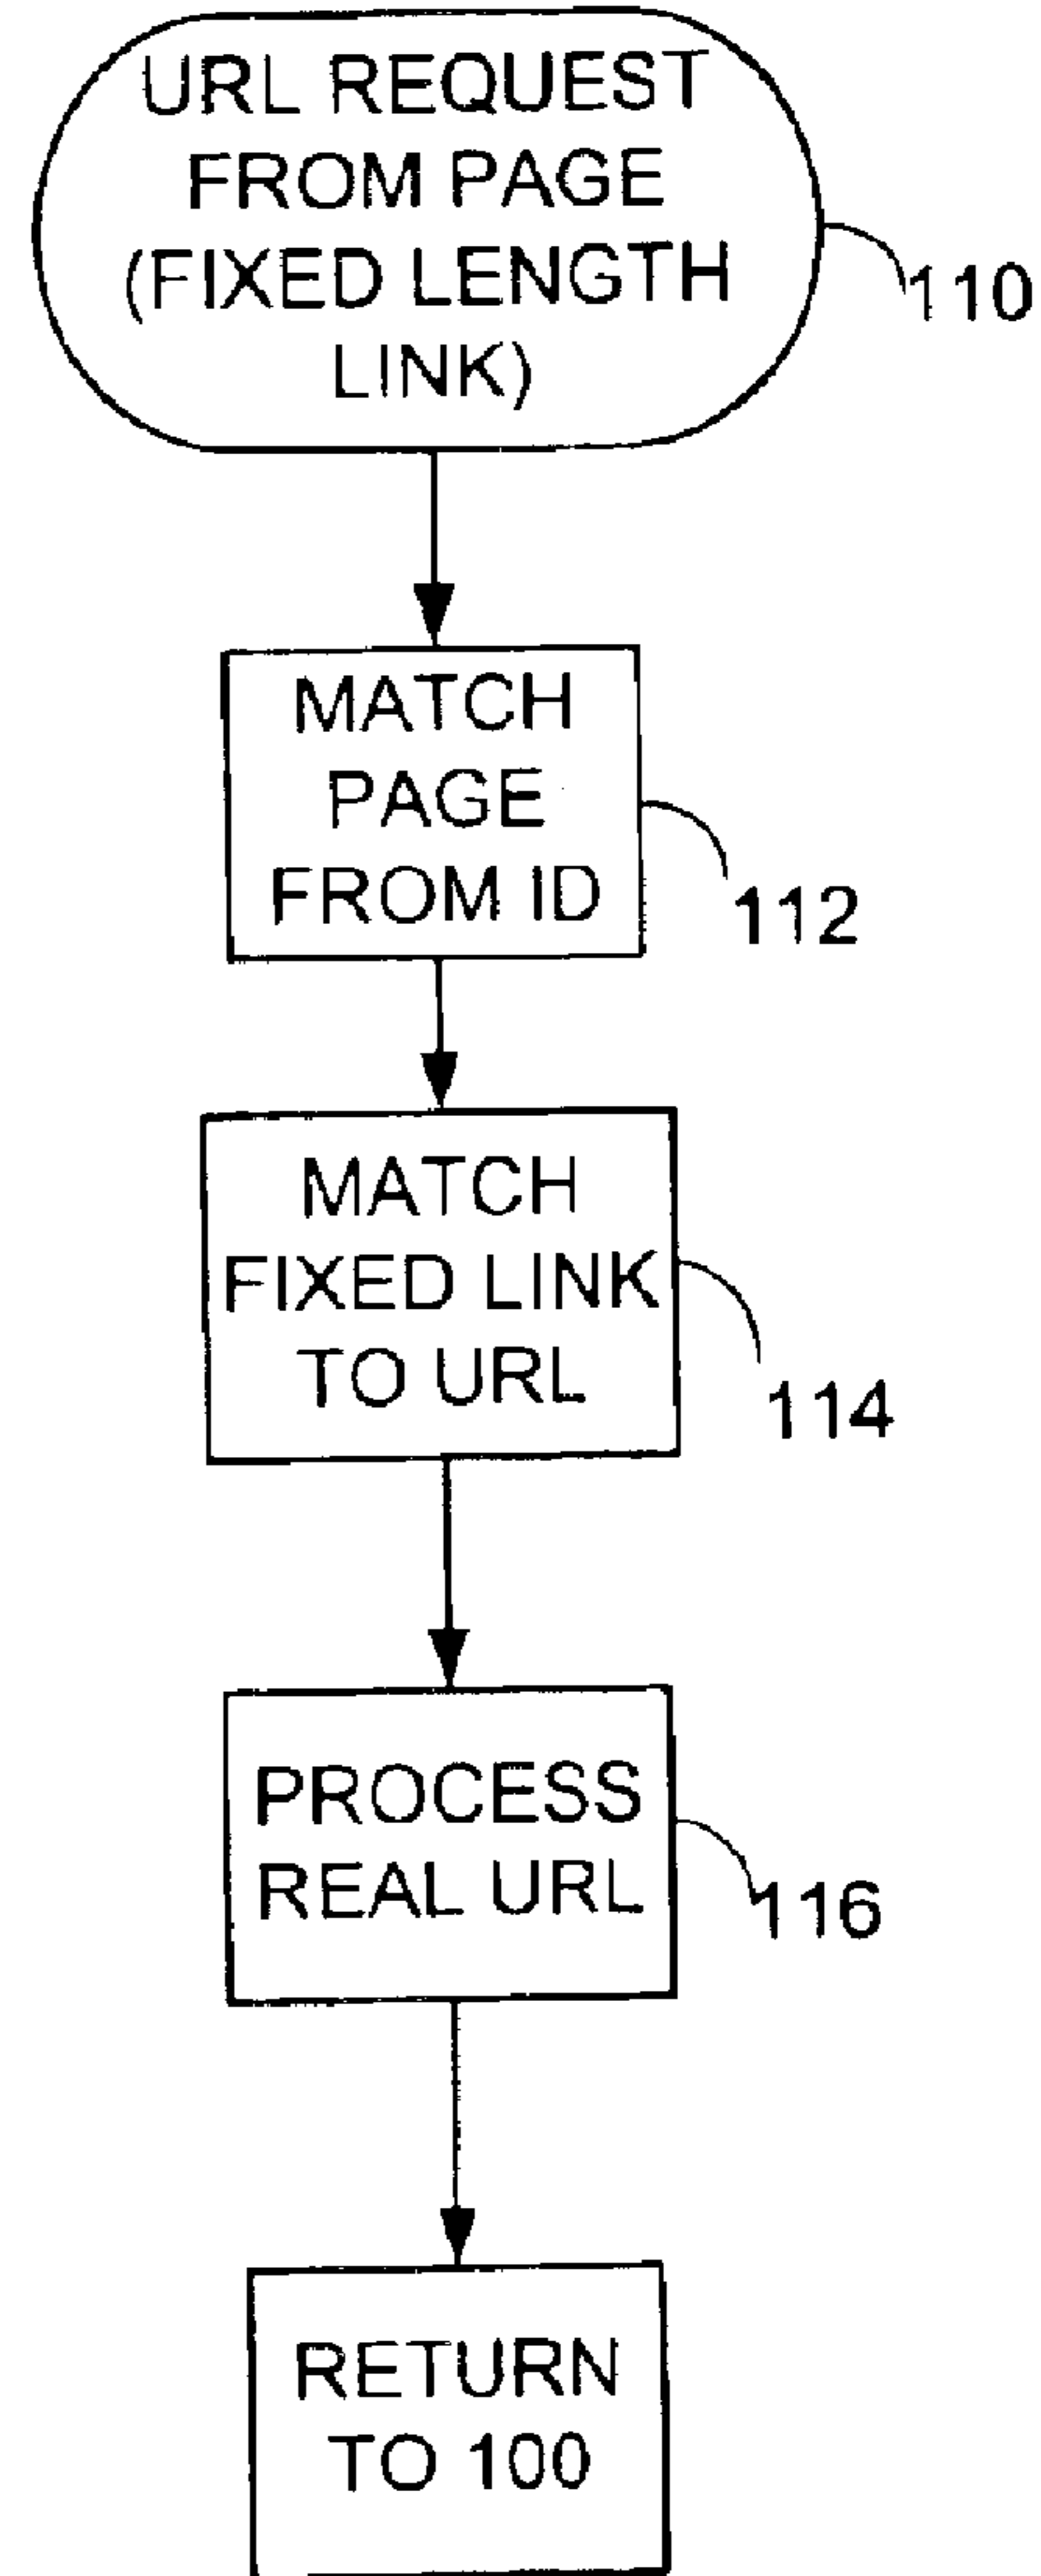 URL REQUEST
FROM PAGE
(FIXED LENGTH
LINK)
110
MATCH
PAGE
FROM ID
112
MATCH
FIXED LINK
TO URL
114
PROCESS
REAL URL
116
RETURN
TO 100